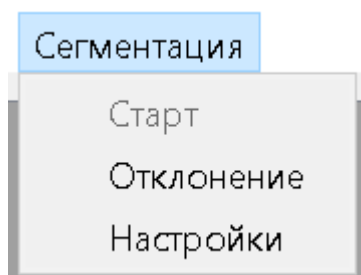 Сегментация
Старт
Отклонение
Настройки